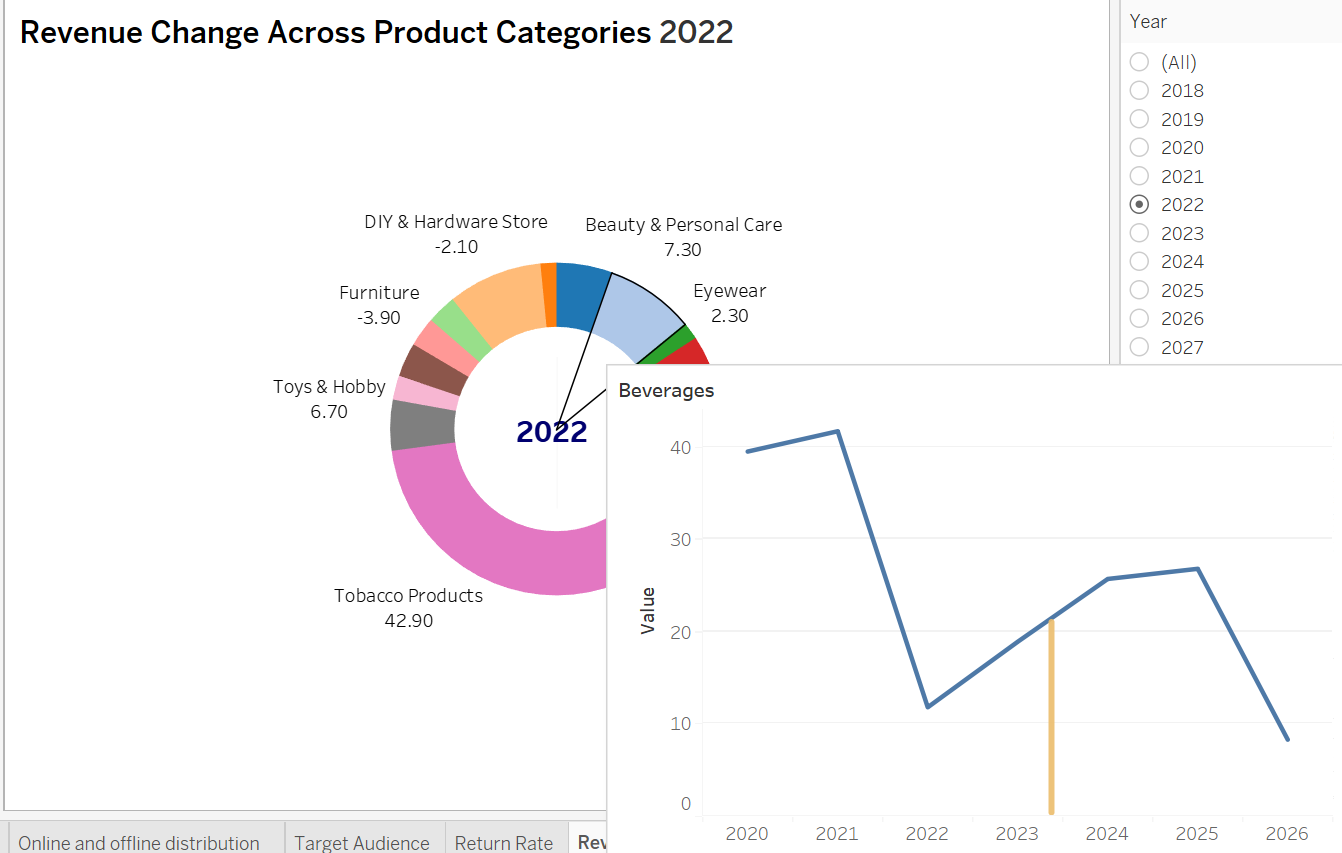 Revenue Change Across Product Categories 2022
Year
(All)
2018
2019
2020
2021
2022
2023
2024
2025
2026
2027
DIY & Hardware Store
-2.10
Beauty & Personal Care
7.30
Furniture
-3.90
Eyewear
2.30
Toys & Hobby
6.70
2022
Tobacco Products
42.90
Beverages
40
30
20
10
0
Value
2020
2021
2022
2023
2024
2025
2026
Online and offline distribution
Target Audience
Return Rate
Rev